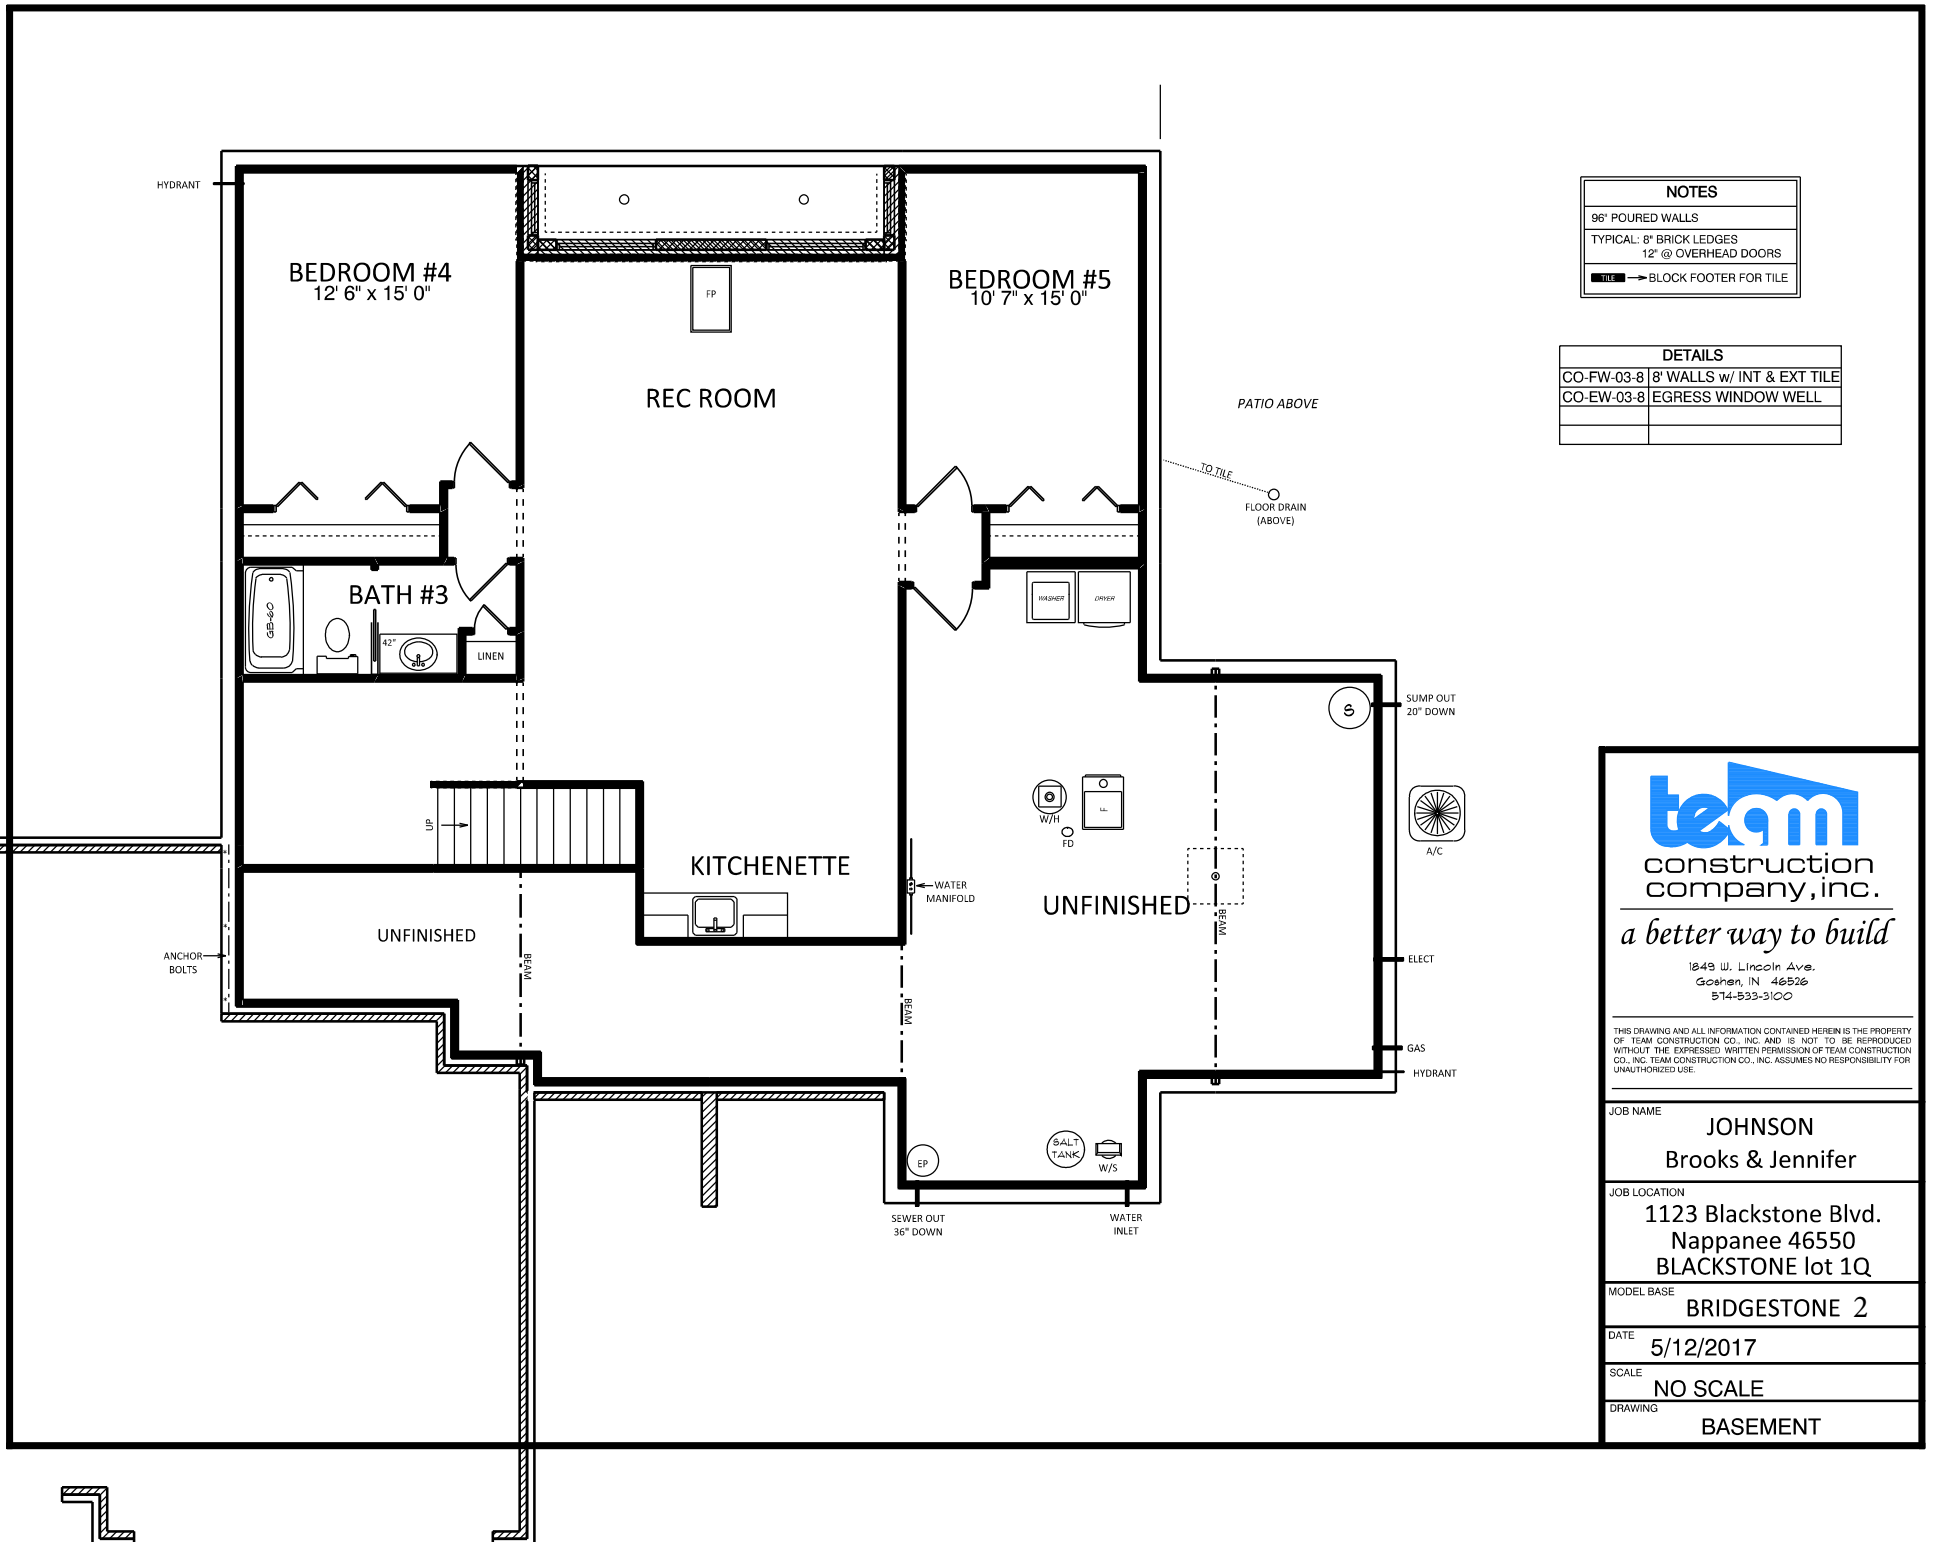 HYDRANT
BEDROOM #4
12' 6" x 15' 0"
BEDROOM #5
10' 7" x 15' 0"
FP
REC ROOM
NOTES
96" POURED WALLS
TYPICAL: 8" BRICK LEDGES
12" @ OVERHEAD DOORS
TILE BLOCK FOOTER FOR TILE
DETAILS
CO-FW-03-8 8' WALLS w/ INT & EXT TILE
CO-EW-03-8 EGRESS WINDOW WELL
PATIO ABOVE
TO TILE
FLOOR DRAIN
(ABOVE)
BATH #3
GB-60
42"
LINEN
WASHER
DRYER
S
SUMP OUT
20" DOWN
UP
W/H
F
FD
A/C
KITCHENETTE
WATER
MANIFOLD
UNFINISHED
BEAM
UNFINISHED
BEAM
BEAM
ANCHOR
BOLTS
ELECT
GAS
HYDRANT
EP
SALT
TANK
W/S
SEWER OUT
36" DOWN
WATER
INLET
team
construction
company,inc.
a better way to build
1849 W. Lincoln Ave.
Goshen, IN 46526
574-533-3100
THIS DRAWING AND ALL INFORMATION CONTAINED HEREIN IS THE PROPERTY
OF TEAM CONSTRUCTION CO., INC. AND IS NOT TO BE REPRODUCED
WITHOUT THE EXPRESSED WRITTEN PERMISSION OF TEAM CONSTRUCTION
CO., INC. TEAM CONSTRUCTION CO., INC. ASSUMES NO RESPONSIBILITY FOR
UNAUTHORIZED USE.
JOB NAME
JOHNSON
Brooks & Jennifer
JOB LOCATION
1123 Blackstone Blvd.
Nappanee 46550
BLACKSTONE lot 1Q
MODEL BASE
BRIDGESTONE 2
DATE
5/12/2017
SCALE
NO SCALE
DRAWING
BASEMENT